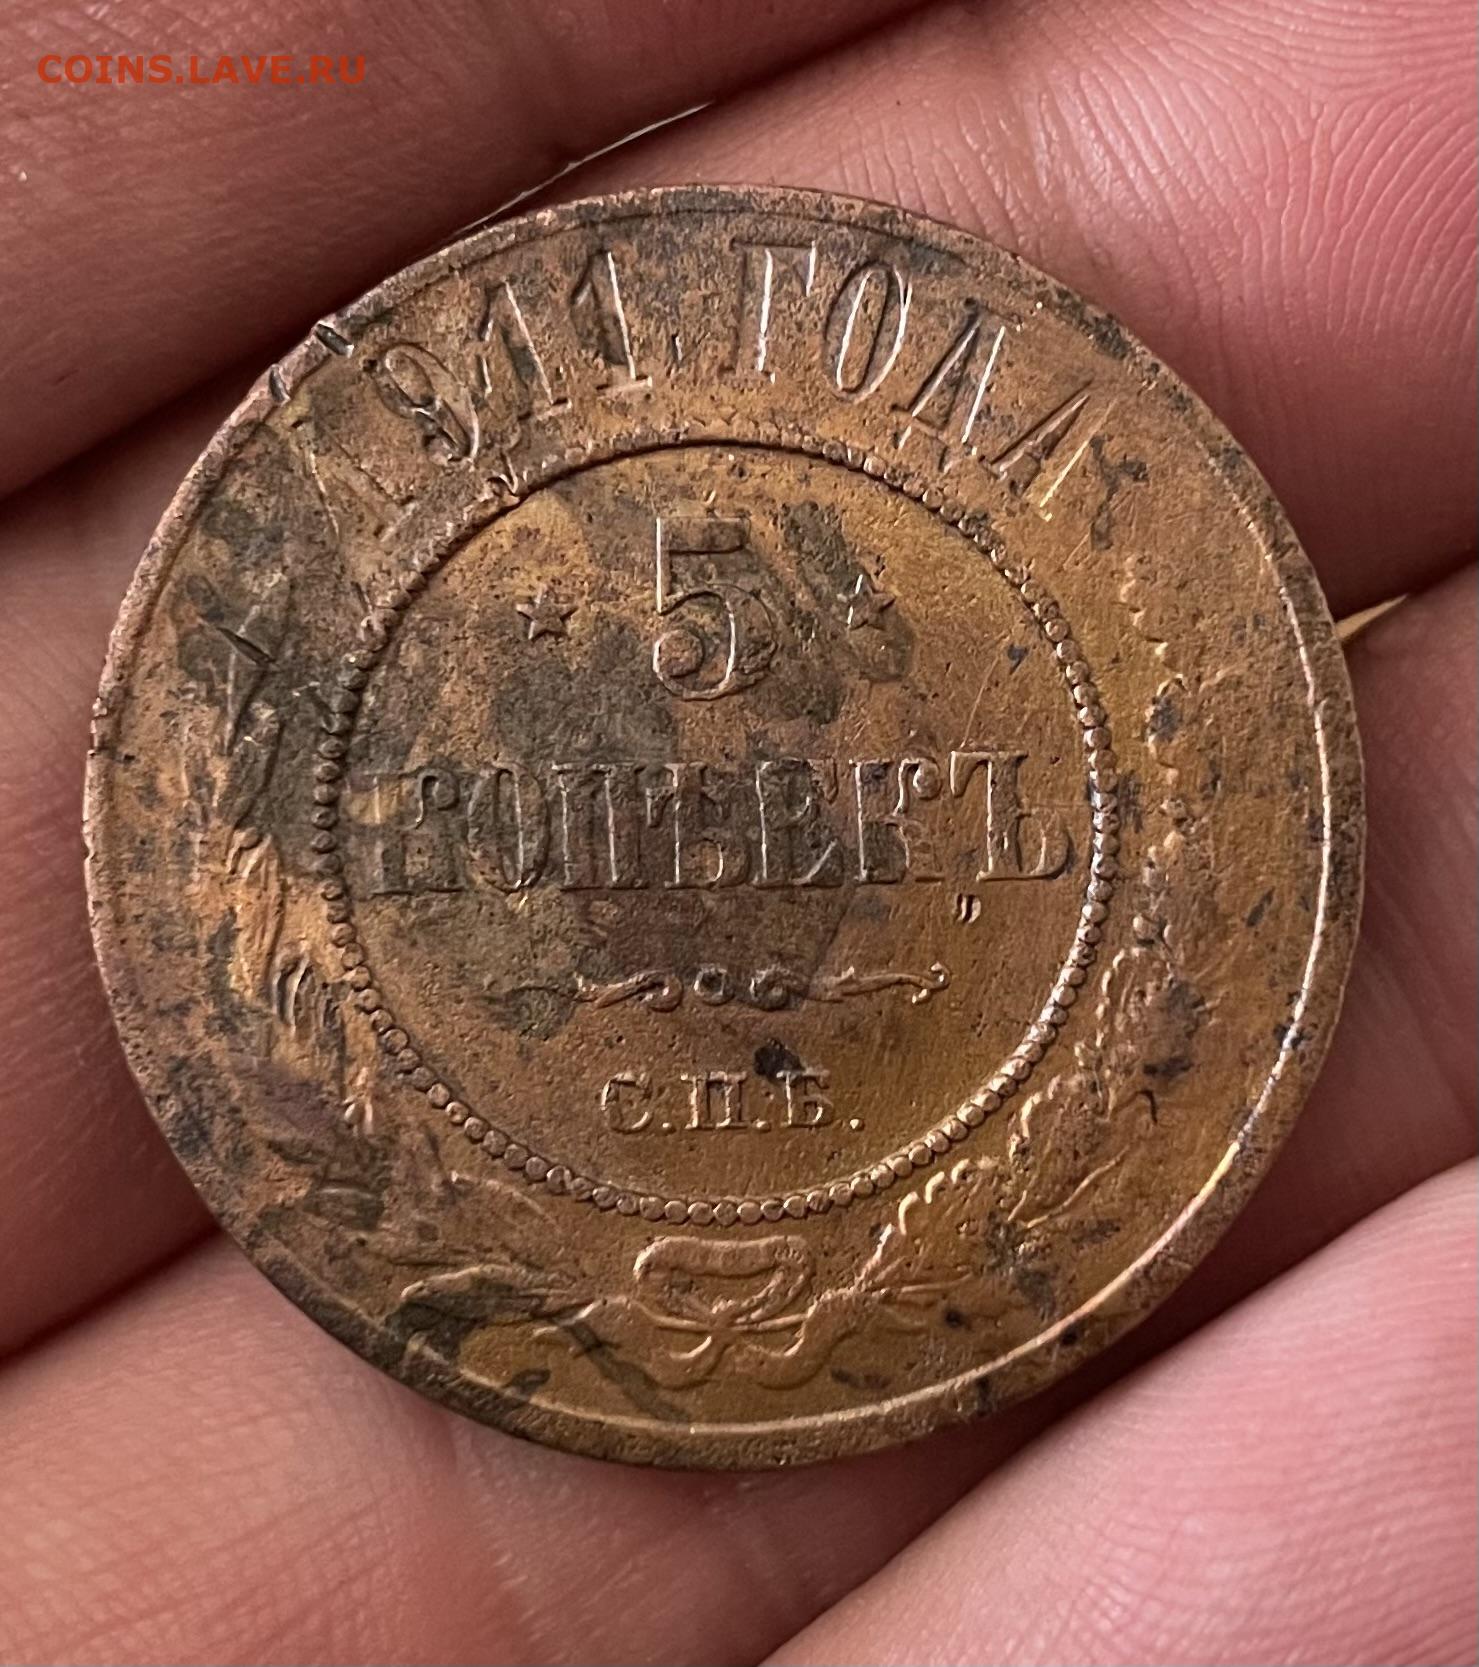 COINS.LAVE.RU
1911 ГОДА
5
КОПѢЕКЪ
С.П.Б.